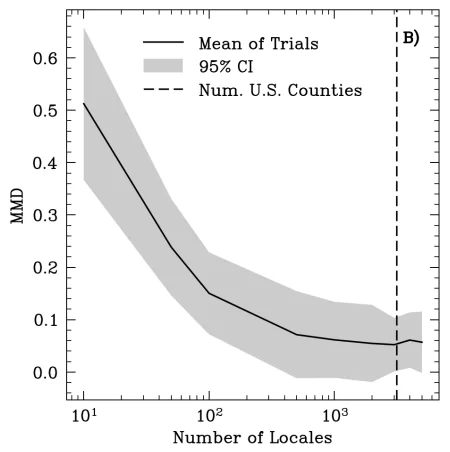 B)
Mean of Trials
95% CI
Num. U.S. Counties
0.6
0.5
0.4
0.3
0.2
0.1
0.0
MMD
10¹ 10² 10³
Number of Locales